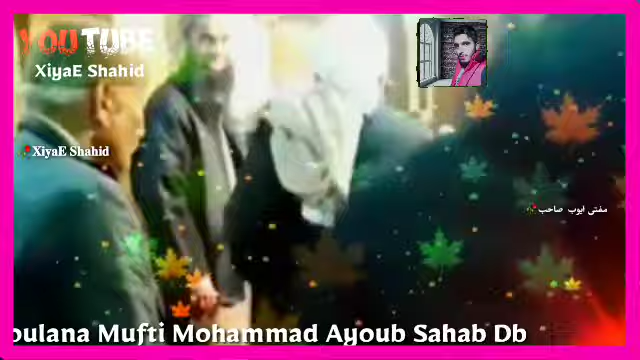 YOUTUBE
XiyaE Shahid
XiyaE Shahid
مفتی ایوب صاحب
oulana Mufti Mohammad Ayoub Sahab Db